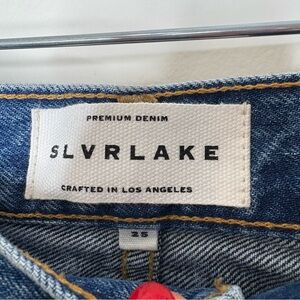 PREMIUM DENIM
SLVRLAKE
CRAFTED IN LOS ANGELES
25